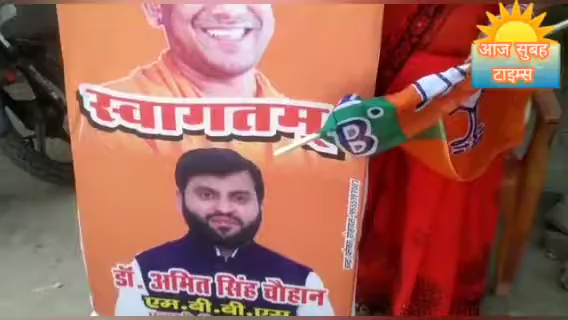 आज सुबह
टाइम्स
स्वागतम्
B
डॉ. अमित सिंह चौहान
एम.बी.बी.एस